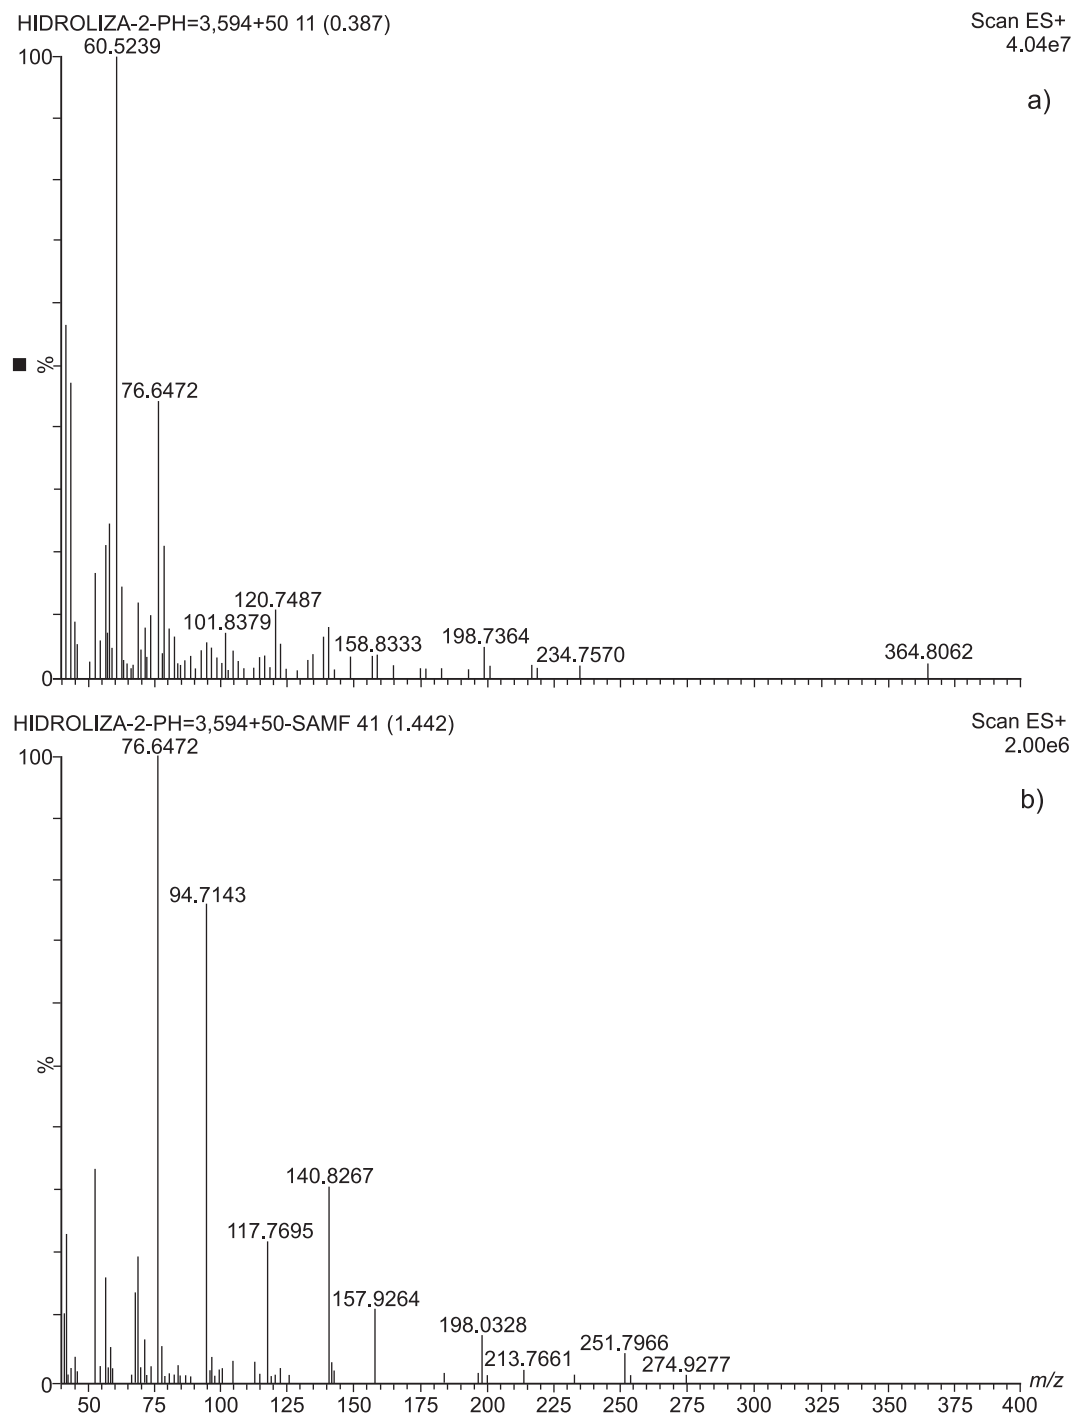 HIDROLIZA-2-PH=3,594+50 11 (0.387)
Scan ES+
4.04e7
60.5239
100
a)
%
76.6472
120.7487
101.8379
158.8333
198.7364
234.7570
364.8062
0
HIDROLIZA-2-PH=3,594+50-SAMF 41 (1.442)
Scan ES+
2.00e6
76.6472
100
b)
94.7143
%
140.8267
117.7695
157.9264
198.0328
251.7966
213.7661
274.9277
0
m/z
50 75 100 125 150 175 200 225 250 275 300 325 350 375 400